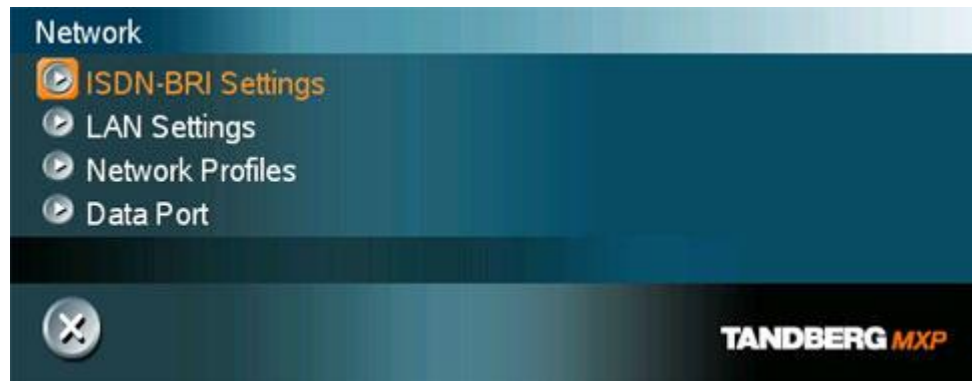 Network
ISDN-BRI Settings
LAN Settings
Network Profiles
Data Port
TANDBERG MXP